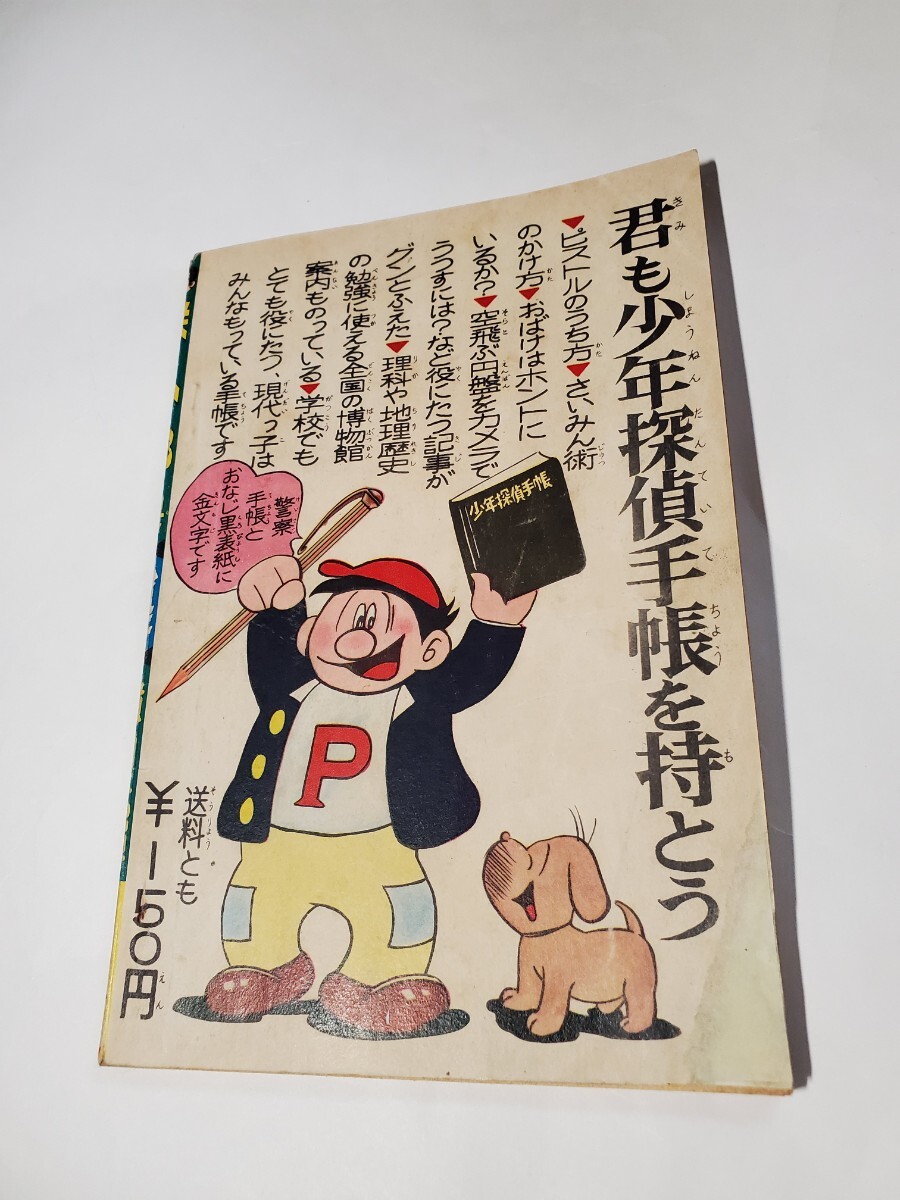 君も少年探偵手帳を持とう
▼ピストルのうち方▼さいみん術
のかけ方▼おばけはホントに
いるか?▼空飛ぶ円盤をカメラで
うつすには?など役にたつ記事が
グンとふえた▼理科や地理歴史
の勉強に使える全国の博物館
案内ものっている▼学校でも
とても役にたつ、現代っ子は
みんなもっている手帳です
少年探偵手帳
警察
手帳と
おなじ黒表紙に
金文字です
P
送料とも
¥150円